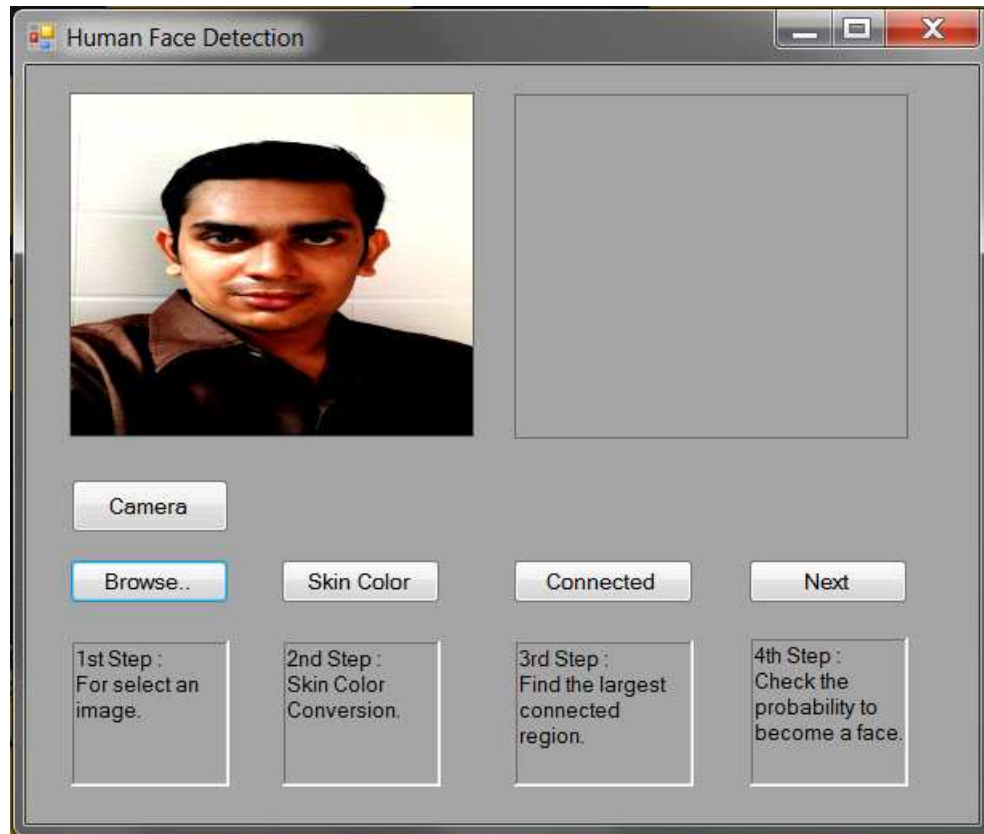 Human Face Detection
Camera
Browse..
Skin Color
Connected
Next
1st Step :
For select an
image.
2nd Step :
Skin Color
Conversion.
3rd Step :
Find the largest
connected
region.
4th Step :
Check the
probability to
become a face.